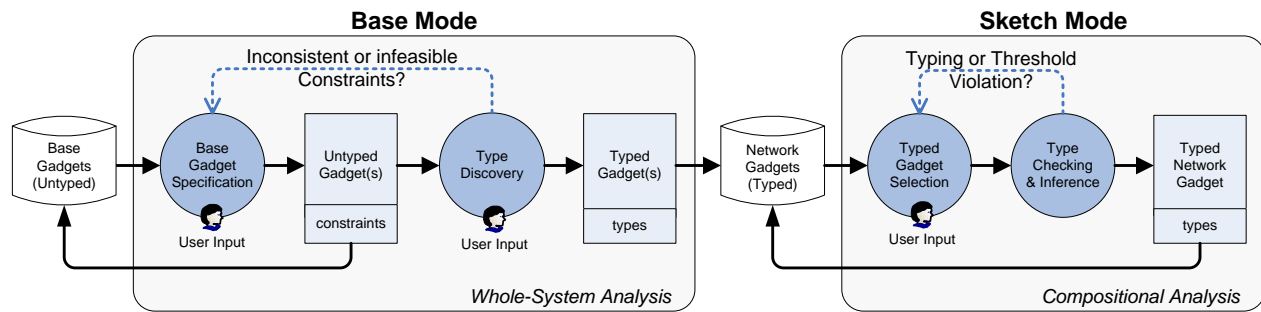 Base Mode
Inconsistent or infeasible
Constraints?
Base
Gadgets
(Untyped)
Base
Gadget
Specification
User Input
Untyped
Gadget(s)
constraints
Type
Discovery
User Input
Typed
Gadget(s)
types
Whole-System Analysis
Network
Gadgets
(Typed)
Sketch Mode
Typing or Threshold
Violation?
Typed
Gadget
Selection
User Input
Type
Checking
& Inference
Typed
Network
Gadget
types
Compositional Analysis